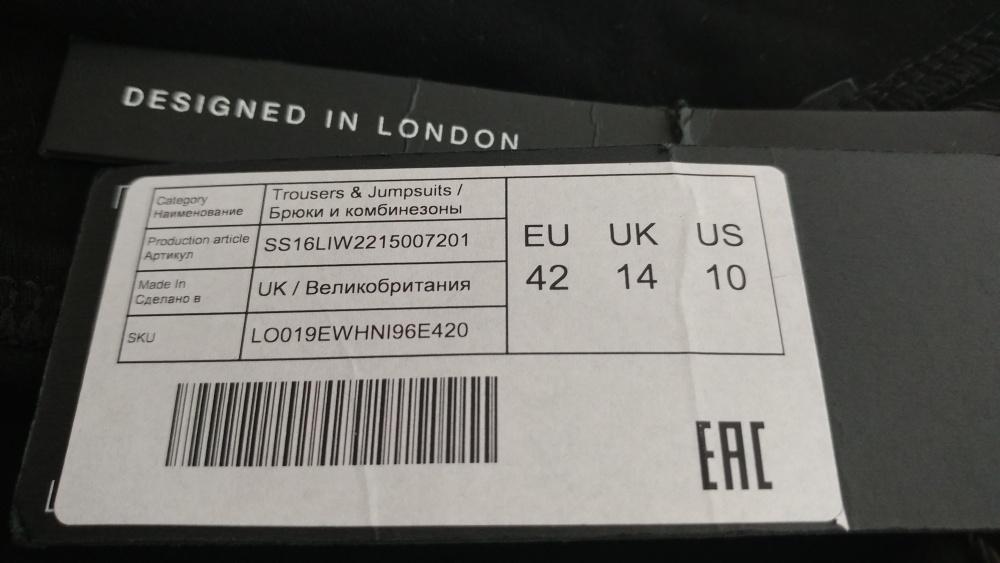 DESIGNED IN LONDON
Category
Наименование
Trousers & Jumpsuits /
Брюки и комбинезоны
Production article
Артикул
SS16LIW2215007201
Made In
Сделано в
UK / Великобритания
SKU
LO019EWHNI96E420
EU UK US
42 14 10
EAC